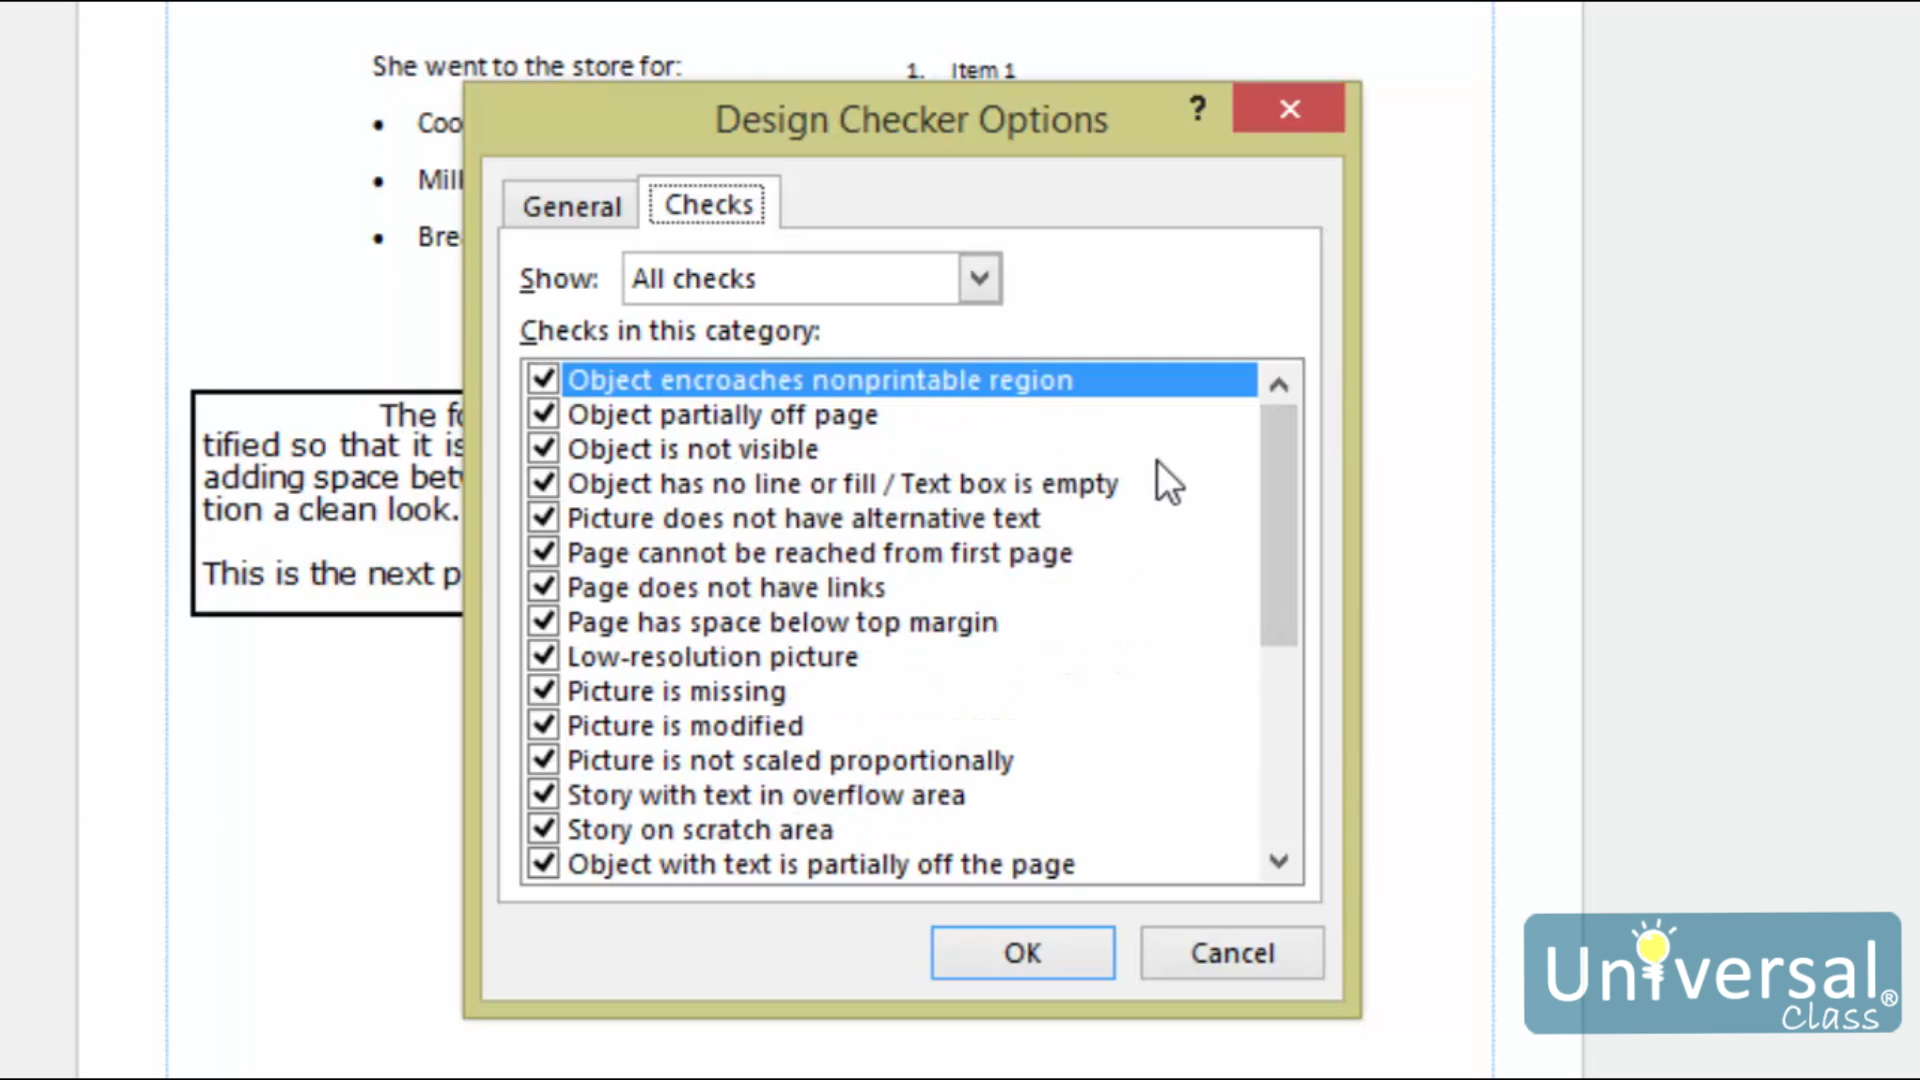 She went to the store for:
1. Item 1
• Coo
• Mil
• Bre
The fo
tified so that it is
adding space betw
tion a clean look.
This is the next p
Design Checker Options
?
General
Checks
Show: All checks
Checks in this category:
Object encroaches nonprintable region
Object partially off page
Object is not visible
Object has no line or fill / Text box is empty
Picture does not have alternative text
Page cannot be reached from first page
Page does not have links
Page has space below top margin
Low-resolution picture
Picture is missing
Picture is modified
Picture is not scaled proportionally
Story with text in overflow area
Story on scratch area
Object with text is partially off the page
OK
Cancel
Universal®
Class